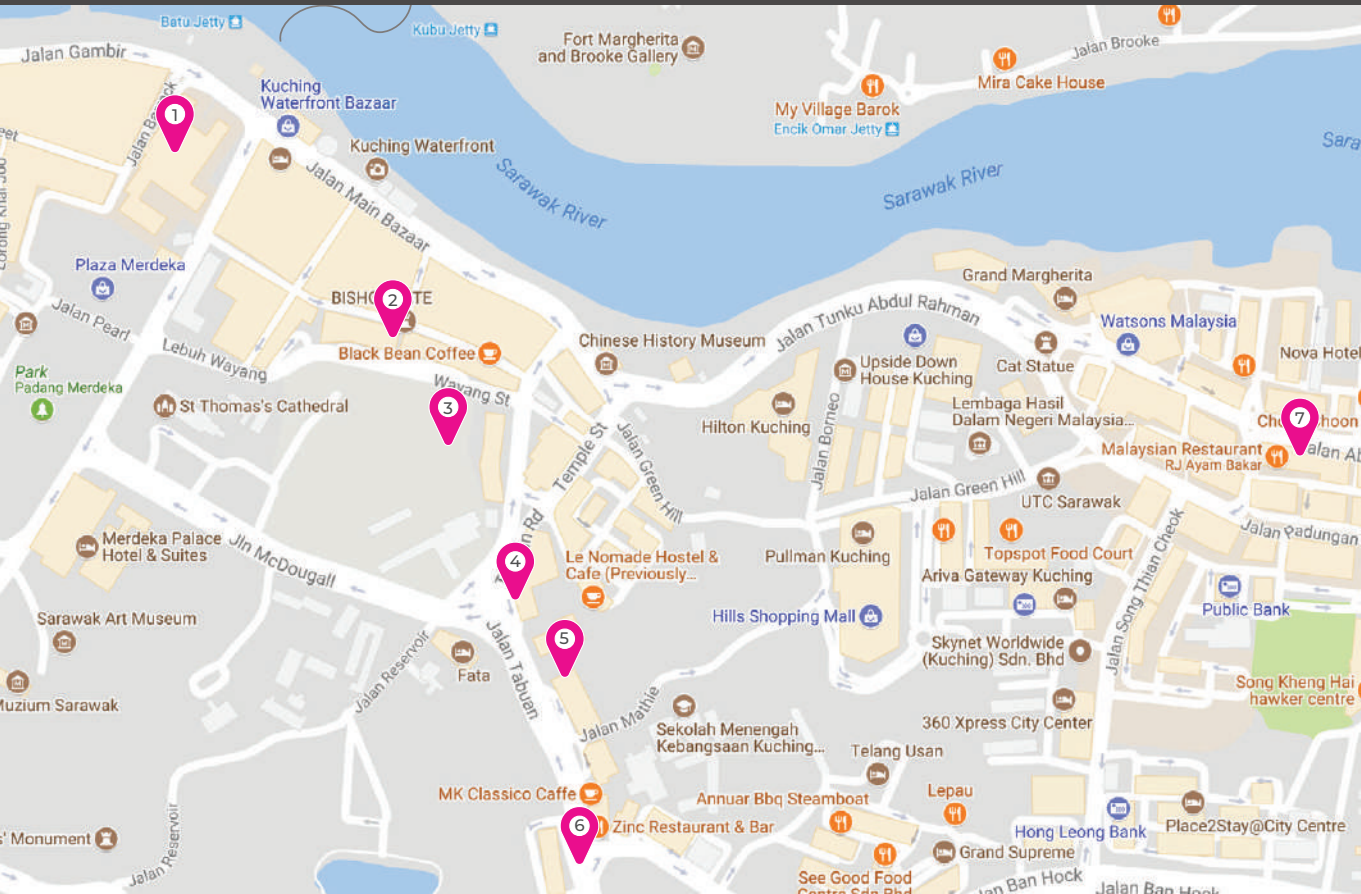 Batu Jetty
Kubu Jetty
Jalan Gambir
Fort Margherita
and Brooke Gallery
Jalan Brooke
Mira Cake House
My Village Barok
Encik Omar Jetty
Kuching
Waterfront Bazaar
1
Kuching Waterfront
Jalan Main Bazaar
Sarawak River
Sarawak River
Plaza Merdeka
Jalan Pearl
2
Black Bean Coffee
Lebuh Wayang
Wayang St
Park
Padang Merdeka
St Thomas's Cathedral
3
Chinese History Museum
Jalan Tunku Abdul Rahman
Grand Margherita
Watsons Malaysia
Upside Down
House Kuching
Cat Statue
Nova Hotel
Hilton Kuching
Jalan Borneo
Lembaga Hasil
Dalam Negeri Malaysia...
7
Malaysian Restaurant
RJ Ayam Bakar
Temple St
Jalan Green Hill
Jalan Green Hill
UTC Sarawak
Merdeka Palace
Hotel & Suites
Jln McDougall
4
Le Nomade Hostel &
Cafe (Previously...
Pullman Kuching
Topspot Food Court
Ariva Gateway Kuching
Jalan Song Thian Cheok
Jalan Padungan
Public Bank
Sarawak Art Museum
Hills Shopping Mall
5
Fata
Jalan Reservoir
Jalan Tabuan
Skynet Worldwide
(Kuching) Sdn. Bhd
Muzium Sarawak
Song Kheng Hai
hawker centre
Jalan Mathie
Sekolah Menengah
Kebangsaan Kuching...
360 Xpress City Center
Telang Usan
MK Classico Caffe
Annuar Bbq Steamboat
Lepau
6
Zinc Restaurant & Bar
Hong Leong Bank
Place2Stay@City Centre
Monument
Jalan Reservoir
Grand Supreme
See Good Food
Ban Hock
Jalan Ban Hock